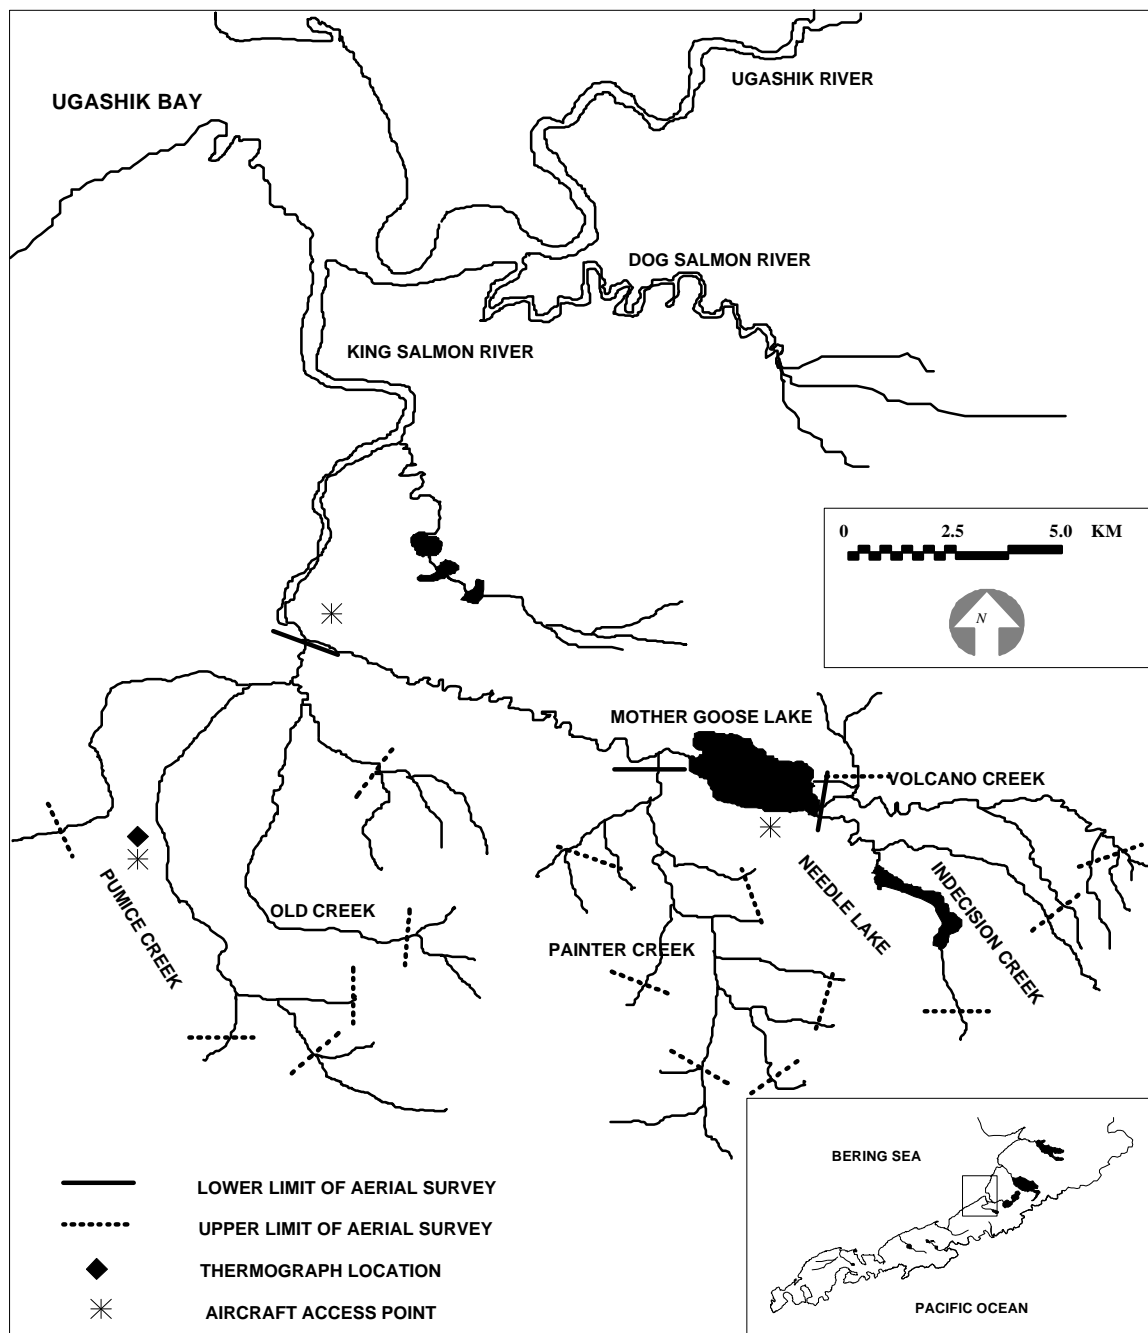 UGASHIK RIVER
UGASHIK BAY
DOG SALMON RIVER
KING SALMON RIVER
0 2.5 5.0 KM
N
MOTHER GOOSE LAKE
VOLCANO CREEK
PUMICE CREEK
OLD CREEK
PAINTER CREEK
NEEDLE LAKE
INDECISION CREEK
BERING SEA
PACIFIC OCEAN
LOWER LIMIT OF AERIAL SURVEY
UPPER LIMIT OF AERIAL SURVEY
THERMOGRAPH LOCATION
AIRCRAFT ACCESS POINT